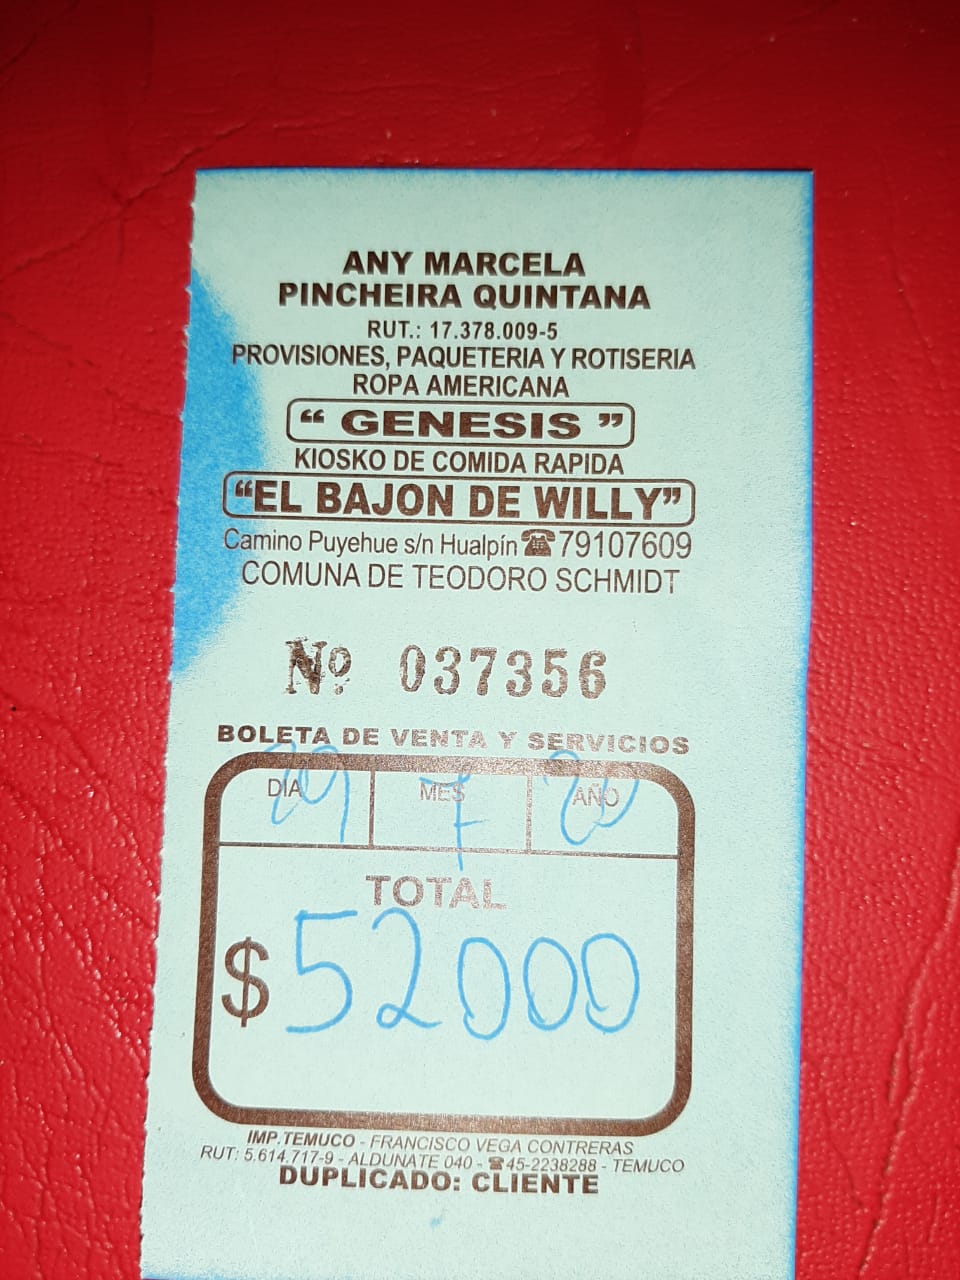 ANY MARCELA
PINCHEIRA QUINTANA
RUT.: 17.378.009-5
PROVISIONES, PAQUETERIA Y ROTISERIA
ROPA AMERICANA
“ GENESIS ”
KIOSKO DE COMIDA RAPIDA
“EL BAJON DE WILLY”
Camino Puyehue s/n Hualpín ☎79107609
COMUNA DE TEODORO SCHMIDT
Nº 037356
BOLETA DE VENTA Y SERVICIOS
DIA MES AÑO
29 7 20
TOTAL
$ 52000
IMP.TEMUCO - FRANCISCO VEGA CONTRERAS
RUT: 5.614.717-9 - ALDUNATE 040 - ☎45-2238288 - TEMUCO
DUPLICADO: CLIENTE